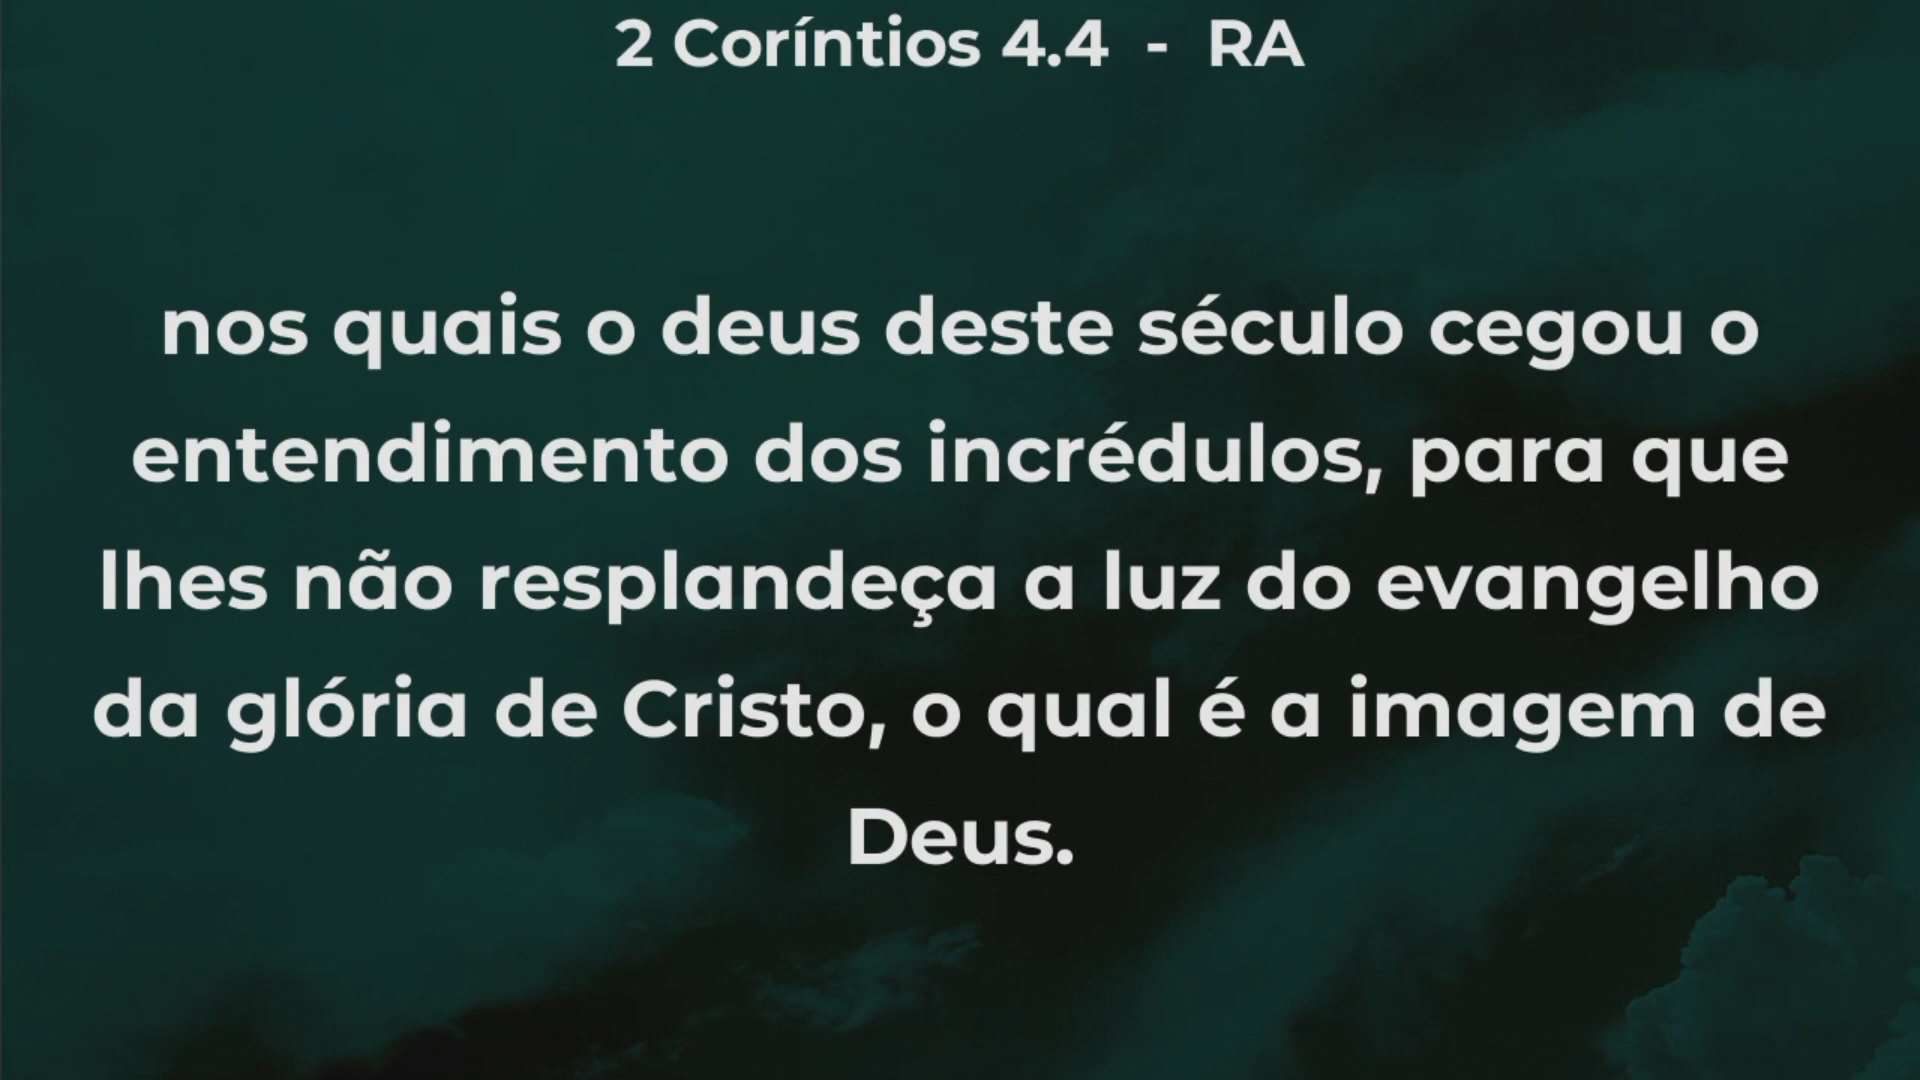 2 Coríntios 4.4 - RA
nos quais o deus deste século cegou o
entendimento dos incrédulos, para que
lhes não resplandeça a luz do evangelho
da glória de Cristo, o qual é a imagem de
Deus.